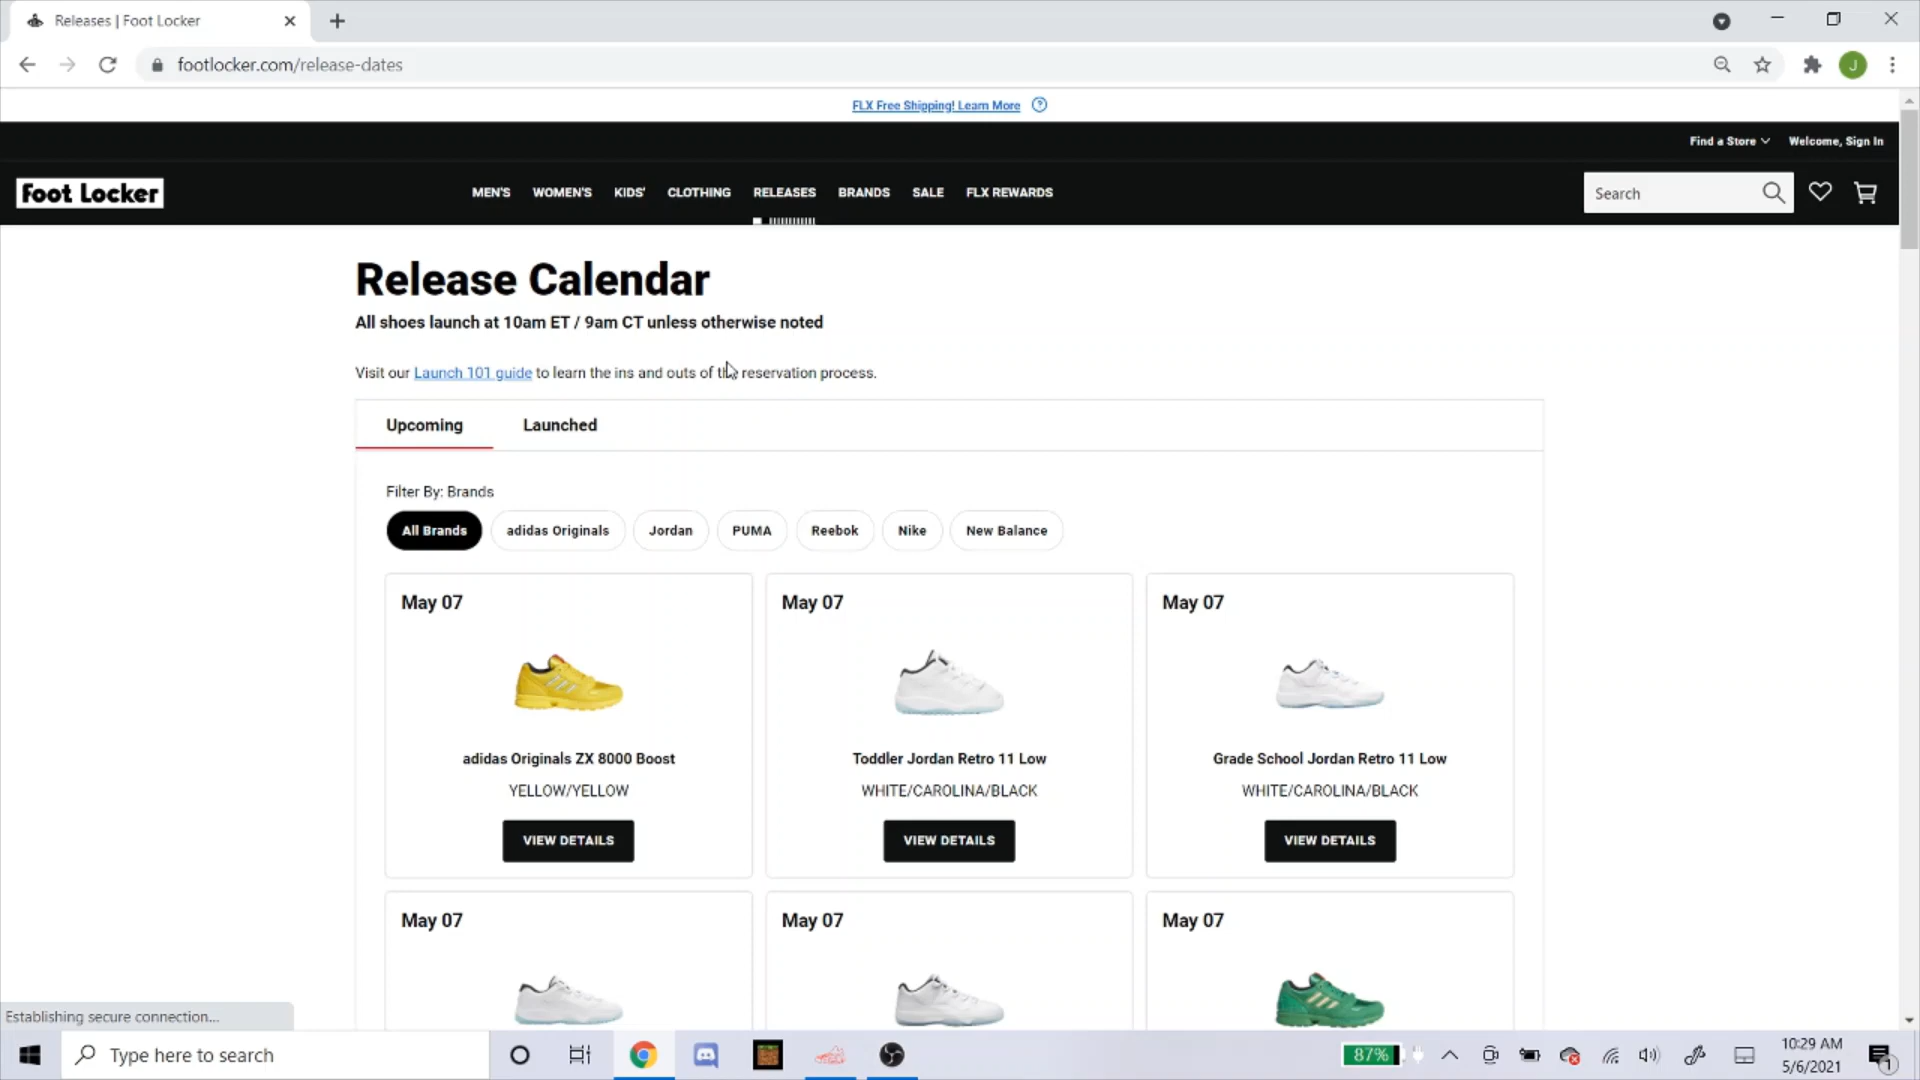 Releases | Foot Locker
footlocker.com/release-dates
J
FLX Free Shipping! Learn More ?
Find a Store
Welcome, Sign In
Foot Locker
MEN'S
WOMEN'S
KIDS'
CLOTHING
RELEASES
BRANDS
SALE
FLX REWARDS
Search
Release Calendar
All shoes launch at 10am ET / 9am CT unless otherwise noted
Visit our Launch 101 guide to learn the ins and outs of the reservation process.
Upcoming
Launched
Filter By: Brands
All Brands
adidas Originals
Jordan
PUMA
Reebok
Nike
New Balance
May 07
May 07
May 07
adidas Originals ZX 8000 Boost
Toddler Jordan Retro 11 Low
Grade School Jordan Retro 11 Low
YELLOW/YELLOW
WHITE/CAROLINA/BLACK
WHITE/CAROLINA/BLACK
VIEW DETAILS
VIEW DETAILS
VIEW DETAILS
May 07
May 07
May 07
Establishing secure connection...
Type here to search
87%
10:29 AM
5/6/2021
1